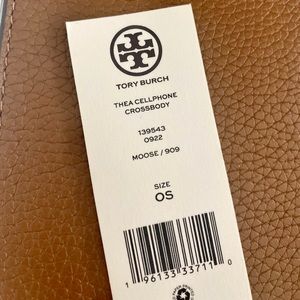 TORY BURCH
THEA CELLPHONE
CROSSBODY
139543
0922
MOOSE / 909
SIZE
OS
1 96133 33711 0